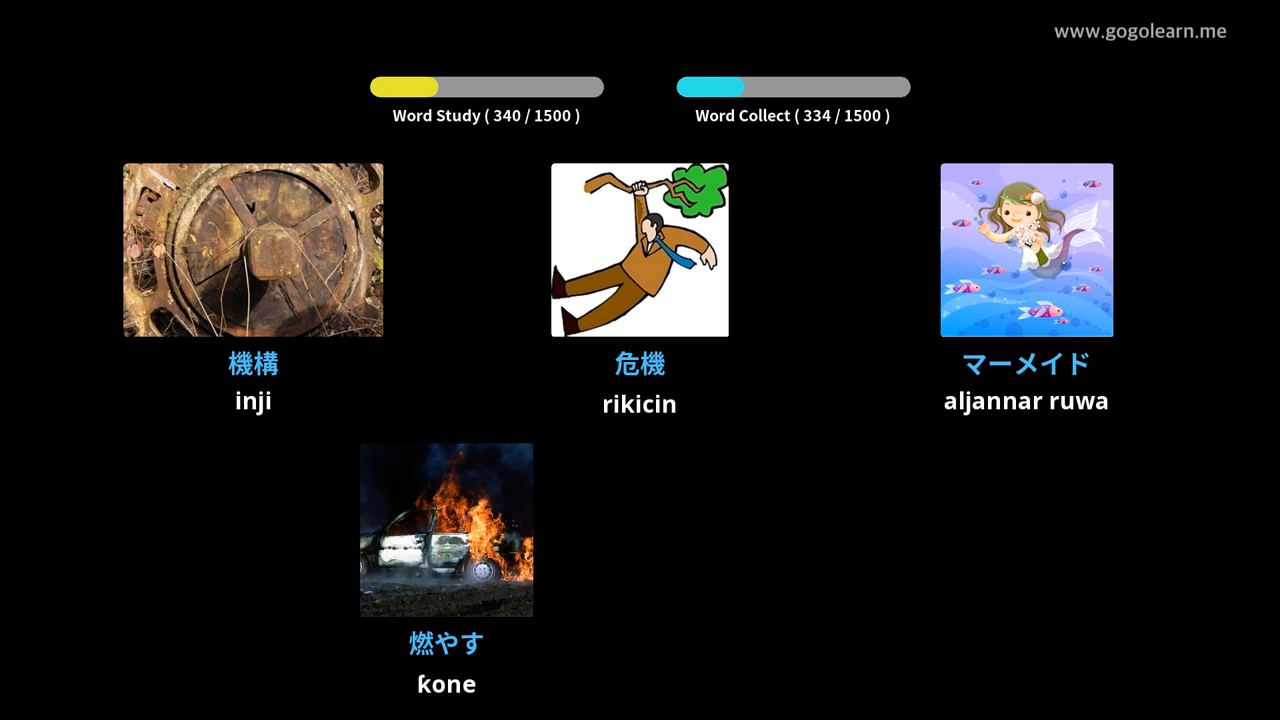 www.gogolearn.me
Word Study ( 340 / 1500 )
Word Collect ( 334 / 1500 )
機構
inji
危機
rikicin
マーメイド
aljannar ruwa
燃やす
ƙone